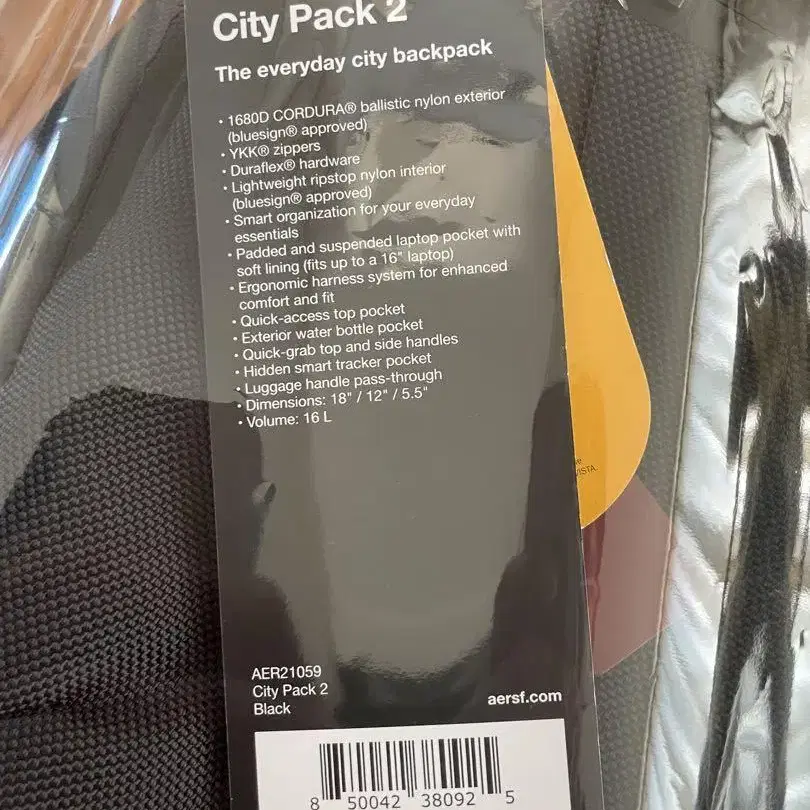 City Pack 2
The everyday city backpack
• 1680D CORDURA® ballistic nylon exterior
(bluesign® approved)
• YKK® zippers
• Duraflex® hardware
• Lightweight ripstop nylon interior
(bluesign® approved)
• Smart organization for your everyday
essentials
• Padded and suspended laptop pocket with
soft lining (fits up to a 16" laptop)
• Ergonomic harness system for enhanced
comfort and fit
• Quick-access top pocket
• Exterior water bottle pocket
• Quick-grab top and side handles
• Hidden smart tracker pocket
• Luggage handle pass-through
• Dimensions: 18" / 12" / 5.5"
• Volume: 16 L
AER21059
City Pack 2
Black
aersf.com
8 50042 38092 5